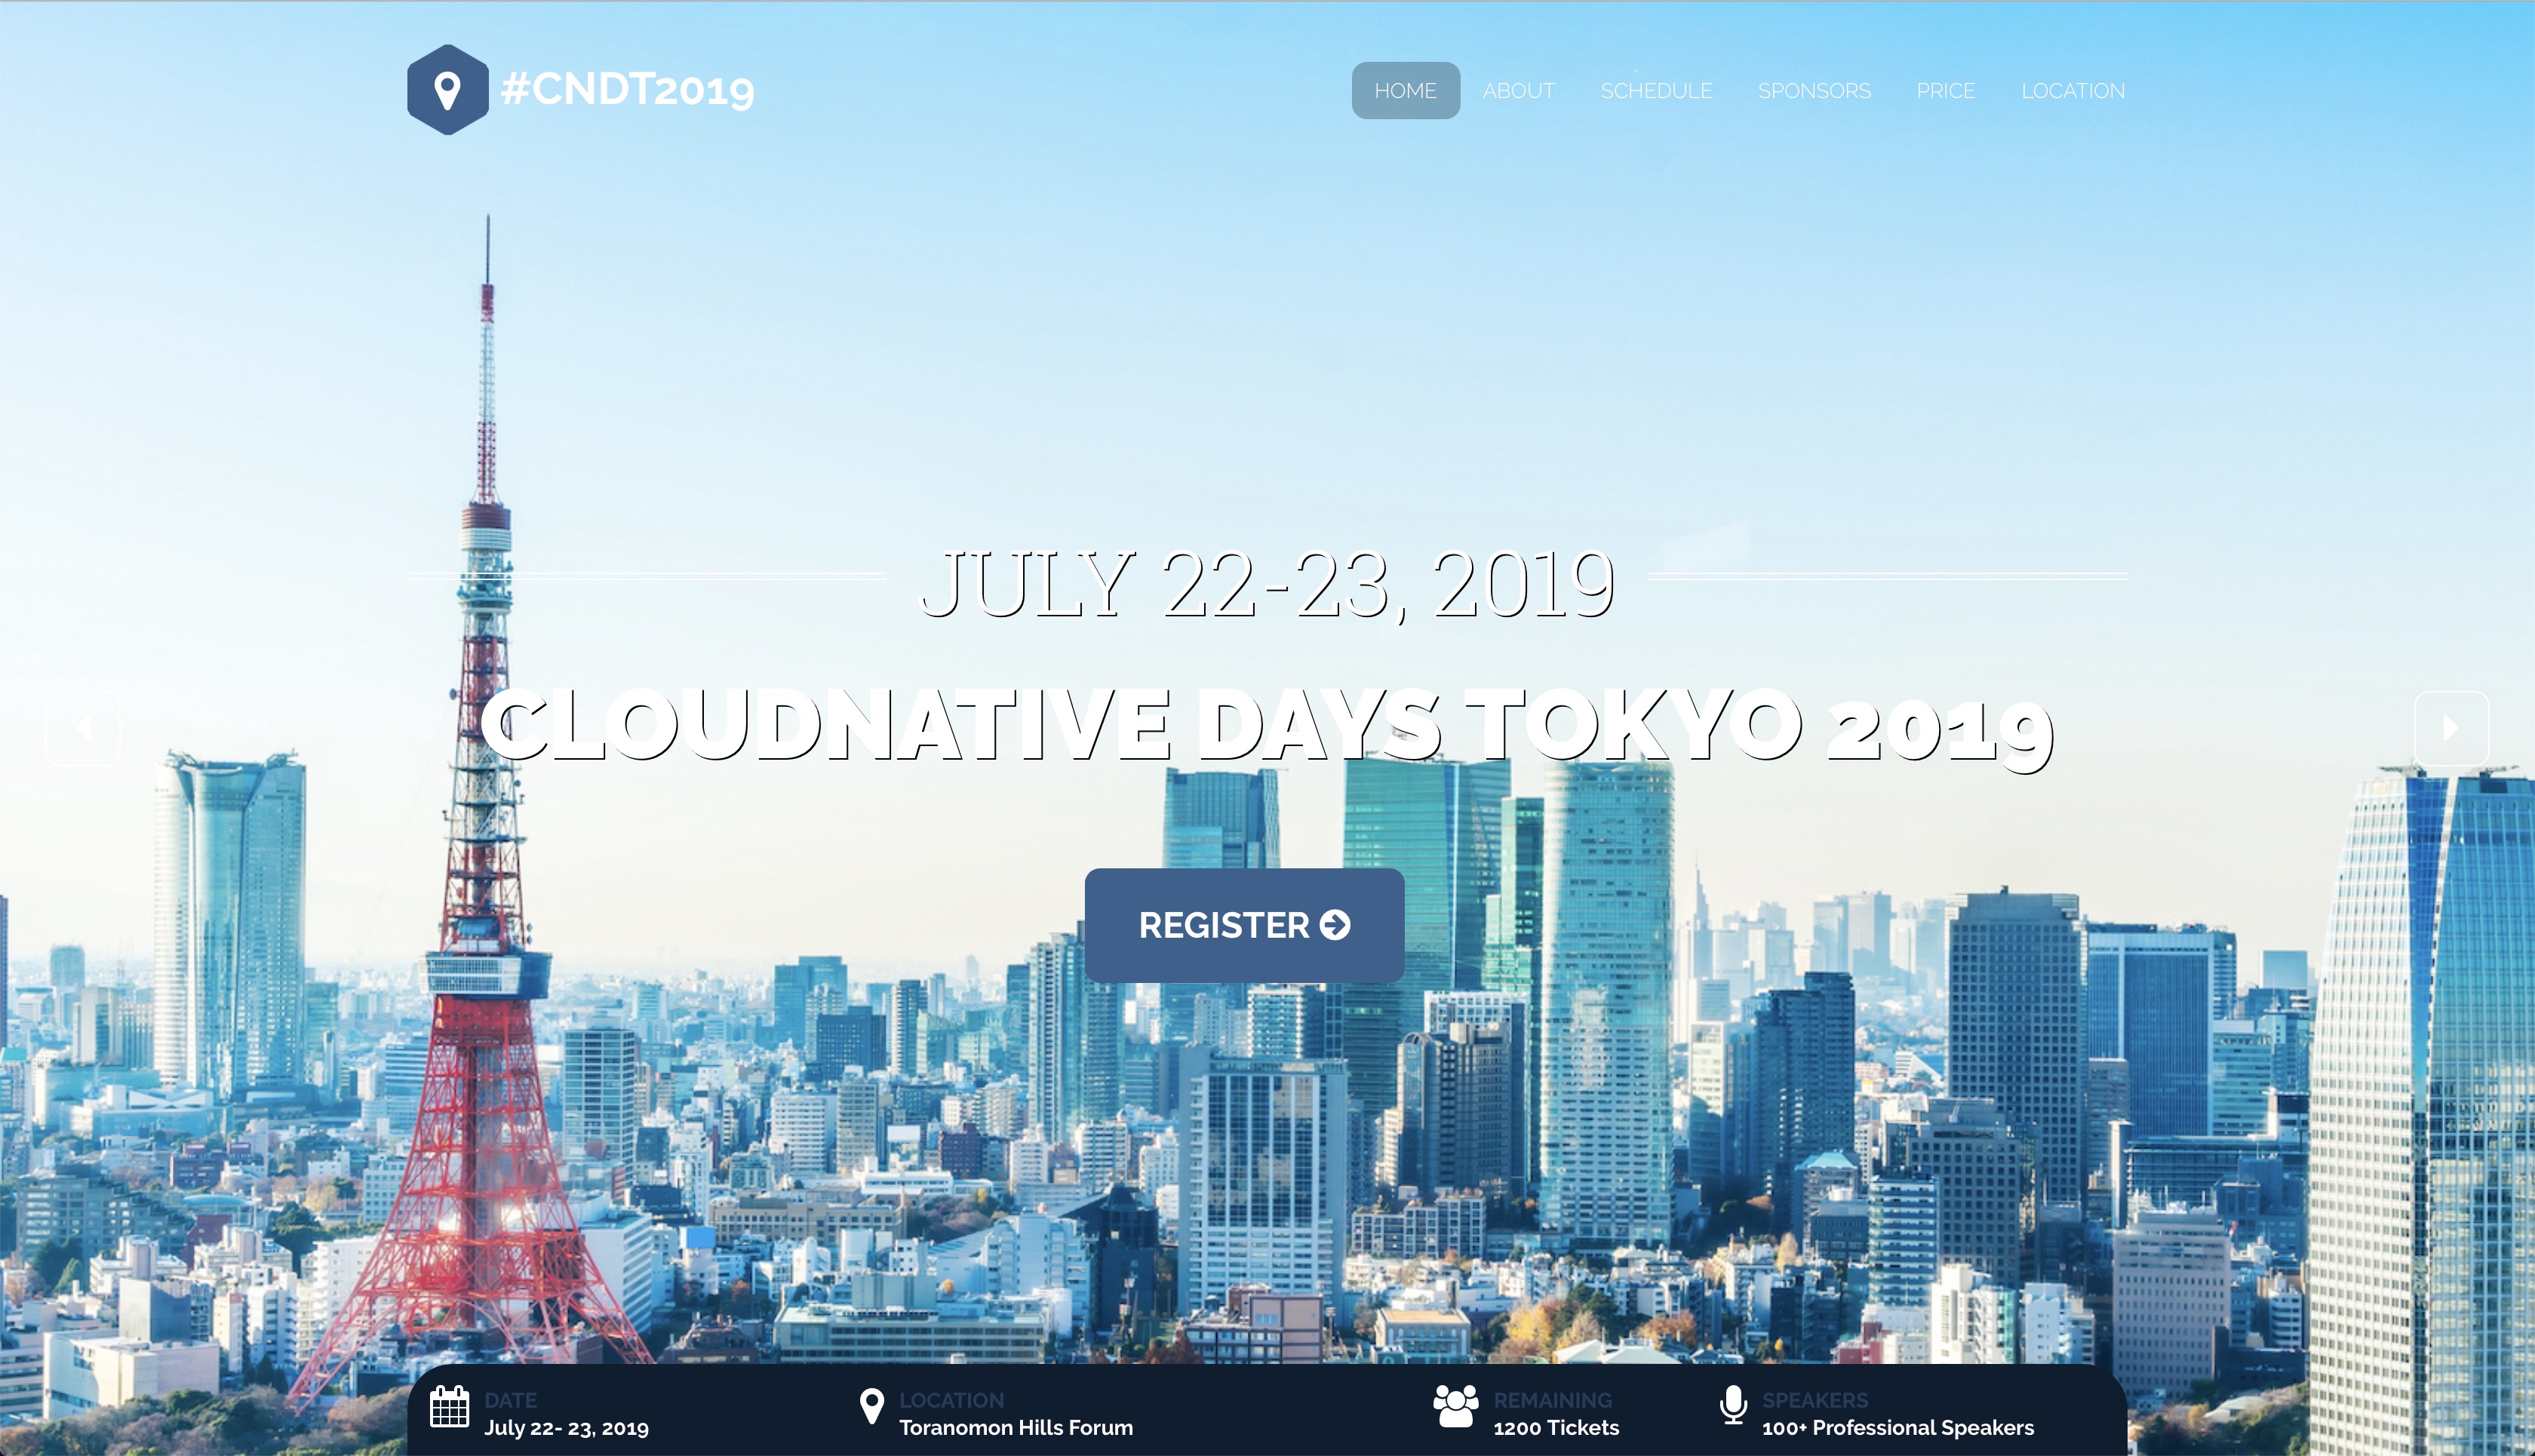 #CNDT2019
HOME ABOUT SCHEDULE SPONSORS PRICE LOCATION
JULY 22-23, 2019
CLOUDNATIVE DAYS TOKYO 2019
REGISTER
DATE
July 22- 23, 2019
LOCATION
Toranomon Hills Forum
REMAINING
1200 Tickets
SPEAKERS
100+ Professional Speakers